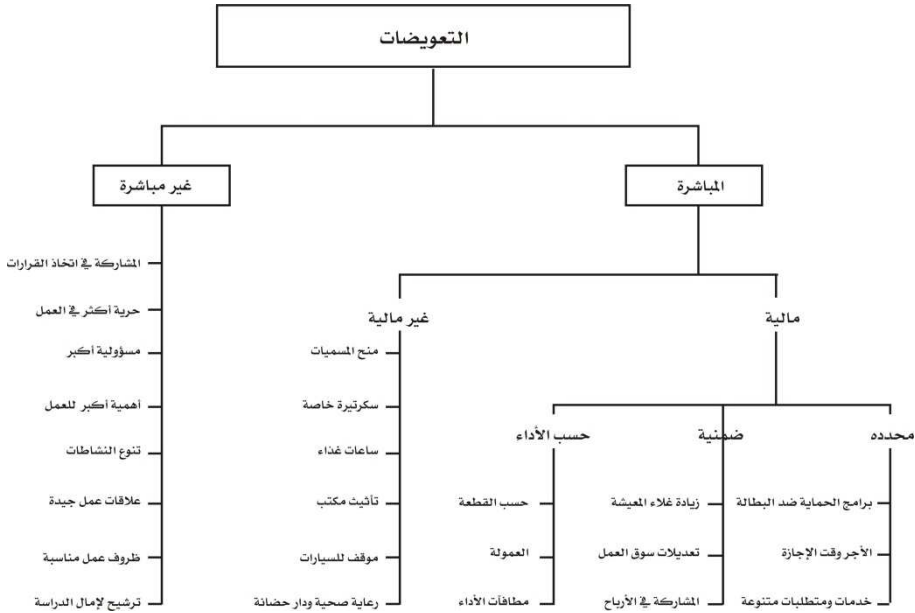 التعويضات
المباشرة
غير مباشرة
مالية
غير مالية
محدده
ضمنية
حسب الأداء
برامج الحماية ضد البطالة
الأجر وقت الإجازة
خدمات ومتطلبات متنوعة
زيادة غلاء المعيشة
تعديلات سوق العمل
المشاركة في الأرباح
حسب القطعة
العمولة
مطافآت الأداء
منح المسميات
سكرتيرة خاصة
ساعات غذاء
تأثيث مكتب
موقف للسيارات
رعاية صحية ودار حضانة
المشاركة في اتخاذ القرارات
حرية أكثر في العمل
مسؤولية أكبر
أهمية أكبر للعمل
تنوع النشاطات
علاقات عمل جيدة
ظروف عمل مناسبة
ترشيح لإمال الدراسة